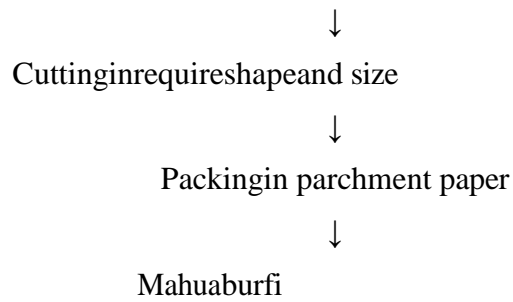 ↓
Cuttinginrequireshapeand size
↓
Packingin parchment paper
↓
Mahuaburfi